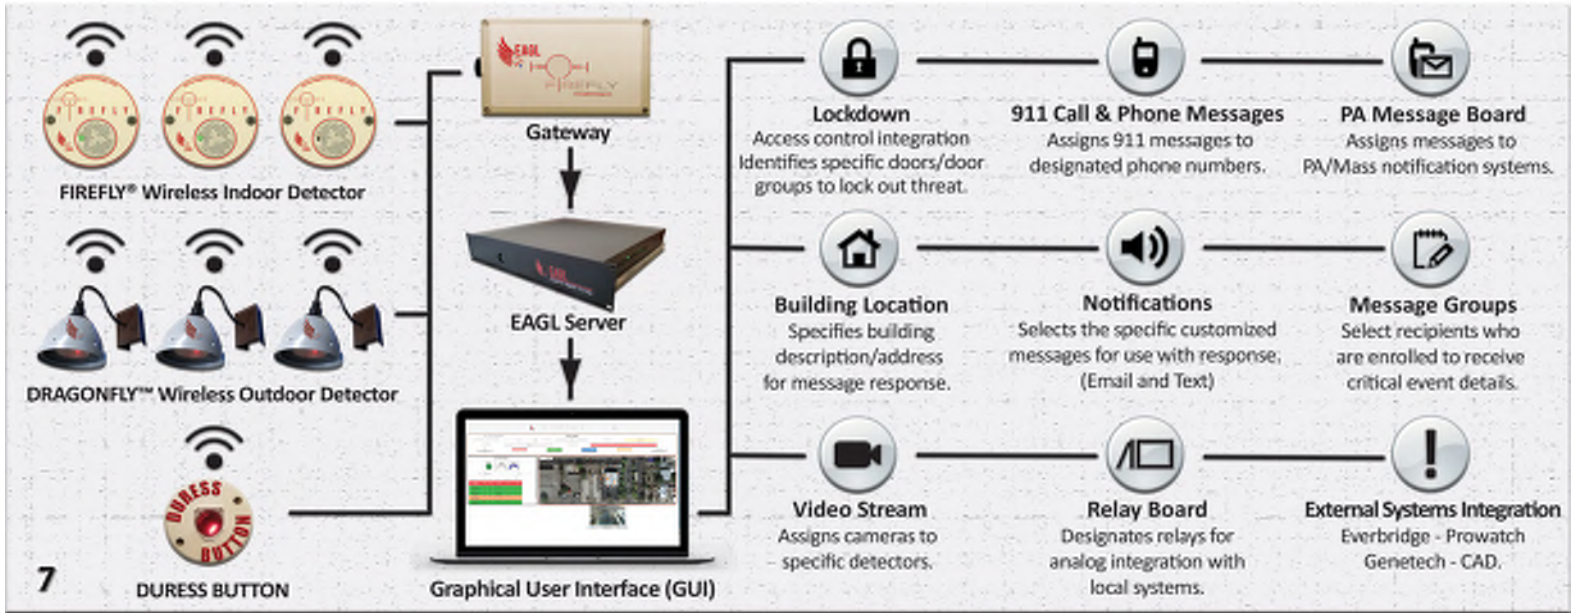 FIREFLY
FIREFLY
FIREFLY
FIREFLY® Wireless Indoor Detector
DRAGONFLY™ Wireless Outdoor Detector
DURESS
BUTTON
DURESS BUTTON
7
EAGL
FIREFLY
Gateway
EAGL
EAGL Server
Graphical User Interface (GUI)
Lockdown
Access control integration
Identifies specific doors/door
groups to lock out threat.
911 Call & Phone Messages
Assigns 911 messages to
designated phone numbers.
PA Message Board
Assigns messages to
PA/Mass notification systems.
Building Location
Specifies building
description/address
for message response.
Notifications
Selects the specific customized
messages for use with response.
(Email and Text)
Message Groups
Select recipients who
are enrolled to receive
critical event details.
Video Stream
Assigns cameras to
specific detectors.
Relay Board
Designates relays for
analog integration with
local systems.
External Systems Integration
Everbridge - Prowatch
Genetech - CAD.